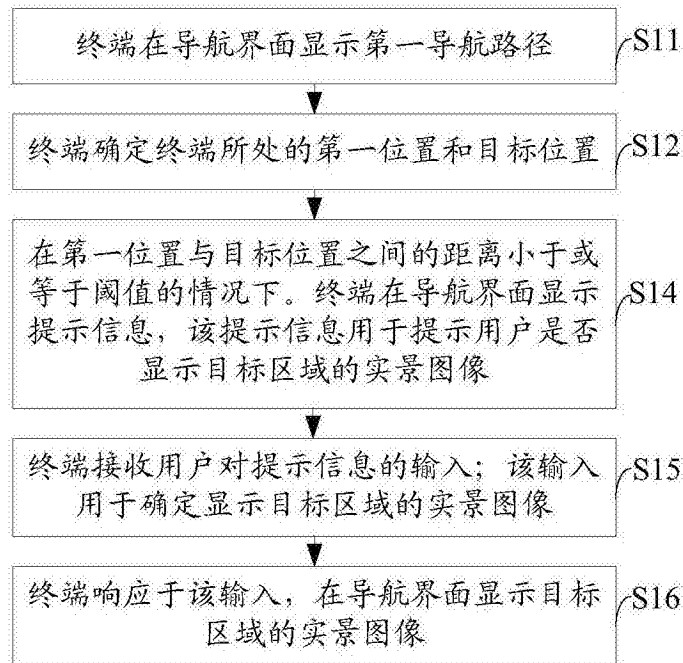 终端在导航界面显示第一导航路径
S11
终端确定终端所处的第一位置和目标位置
S12
在第一位置与目标位置之间的距离小于或
等于阈值的情况下。终端在导航界面显示
提示信息，该提示信息用于提示用户是否
显示目标区域的实景图像
S14
终端接收用户对提示信息的输入；该输入
用于确定显示目标区域的实景图像
S15
终端响应于该输入，在导航界面显示目标
区域的实景图像
S16